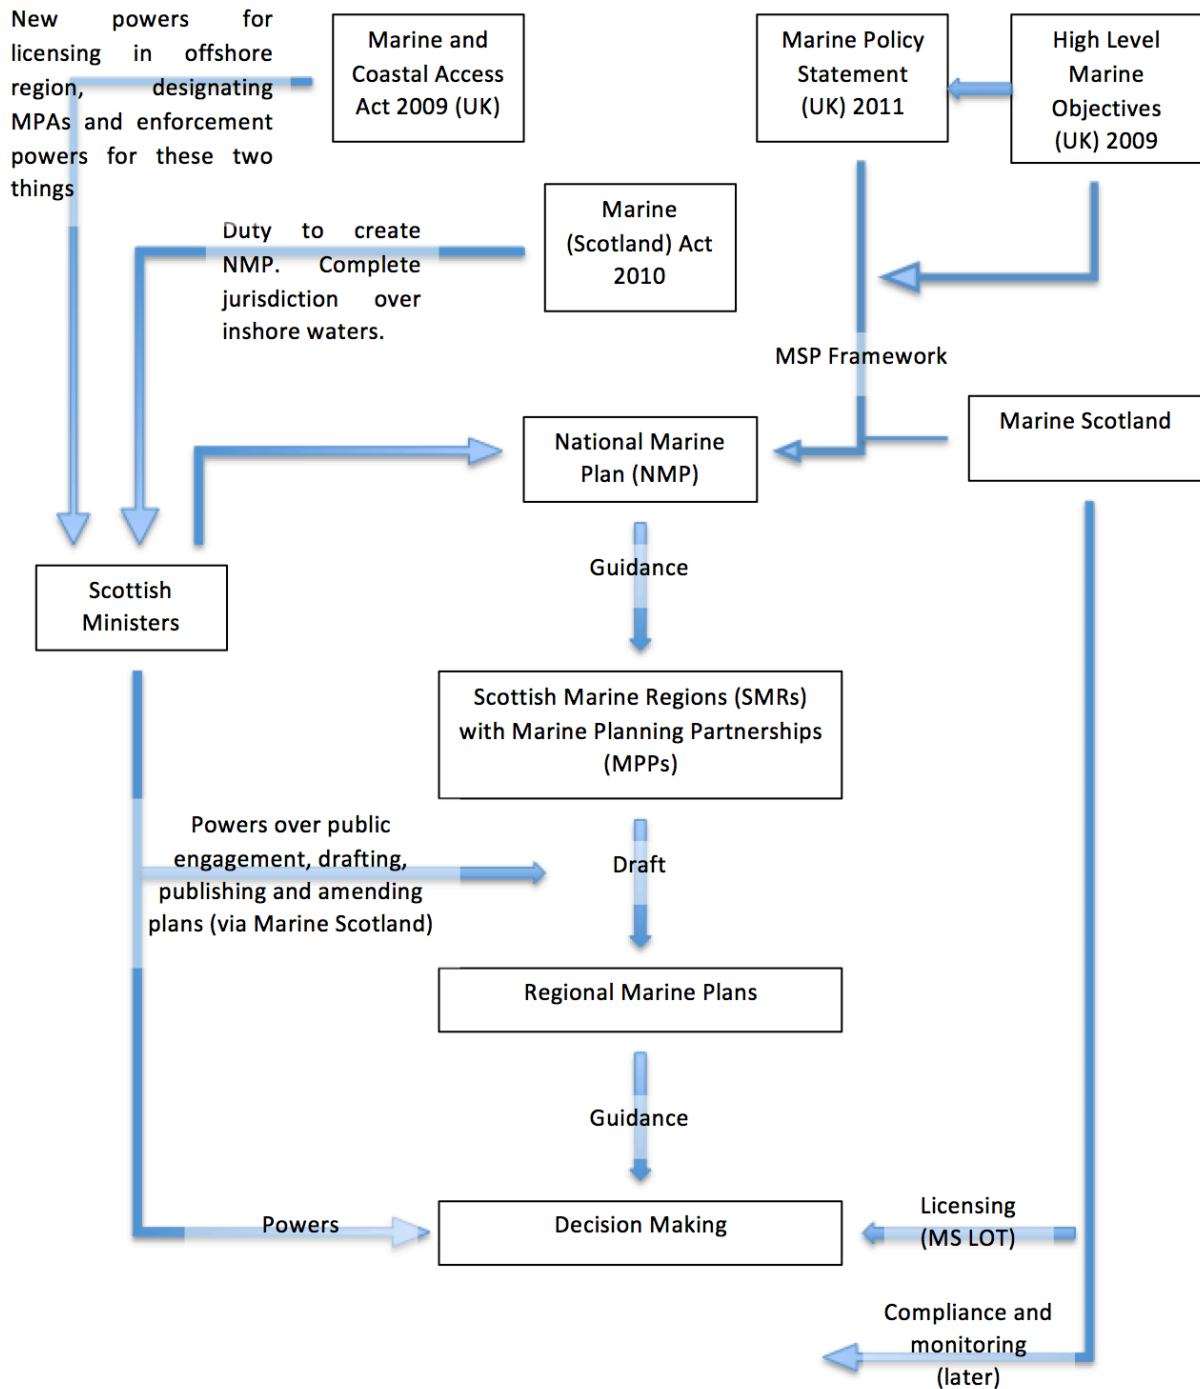 New powers for
licensing in offshore
region, designating
MPAs and enforcement
powers for these two
things
Marine and
Coastal Access
Act 2009 (UK)
Marine Policy
Statement
(UK) 2011
High Level
Marine
Objectives
(UK) 2009
Duty to create
NMP. Complete
jurisdiction over
inshore waters.
Marine
(Scotland) Act
2010
MSP Framework
Marine Scotland
National Marine
Plan (NMP)
Guidance
Scottish
Ministers
Scottish Marine Regions (SMRs)
with Marine Planning Partnerships
(MPPs)
Powers over public
engagement, drafting,
publishing and amending
plans (via Marine Scotland)
Draft
Regional Marine Plans
Guidance
Powers
Decision Making
Licensing
(MS LOT)
Compliance and
monitoring
(later)